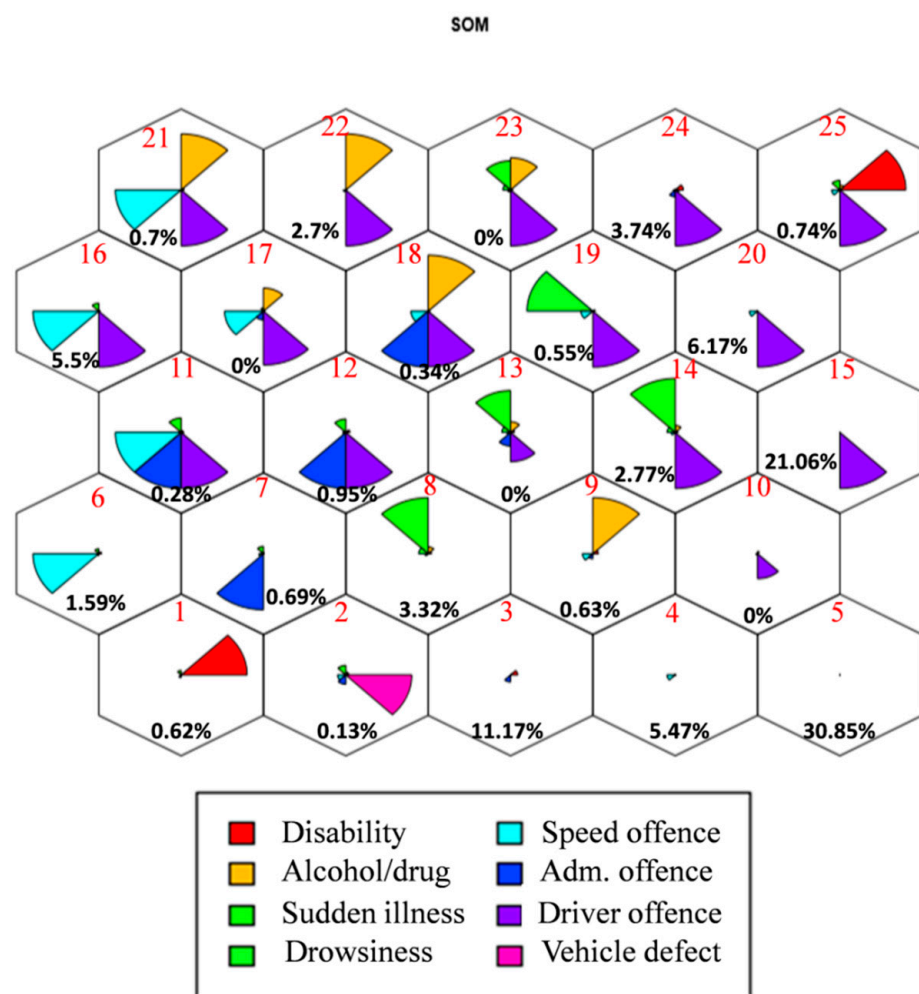 SOM
21 22 23 24 25
0.7% 2.7% 0% 3.74% 0.74%
16 17 18 19 20
5.5% 0% 0.34% 0.55% 6.17%
11 12 13 14 15
0.28% 0.95% 0% 2.77% 21.06%
6 7 8 9 10
1.59% 0.69% 3.32% 0.63% 0%
1 2 3 4 5
0.62% 0.13% 11.17% 5.47% 30.85%
Disability Speed offence
Alcohol/drug Adm. offence
Sudden illness Driver offence
Drowsiness Vehicle defect